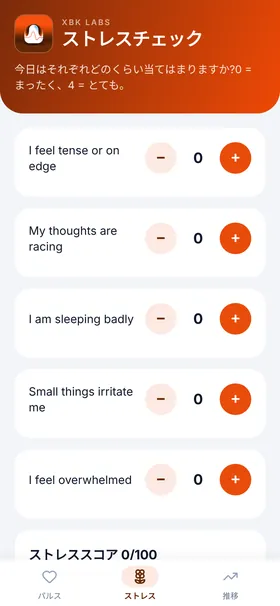 XBK LABS
ストレスチェック
今日はそれぞれどのくらい当てはまりますか?0 =
まったく、4 = とても。
I feel tense or on
edge
− 0 +
My thoughts are
racing
− 0 +
I am sleeping badly
− 0 +
Small things irritate
me
− 0 +
I feel overwhelmed
− 0 +
ストレススコア 0/100
パルス
ストレス
推移